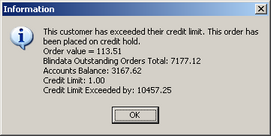 Information
This customer has exceeded their credit limit. This order has
been placed on credit hold.
Order value = 113.51
Blindata Outstanding Orders Total: 7177.12
Accounts Balance: 3167.62
Credit Limit: 1.00
Credit Limit Exceeded by: 10457.25
OK